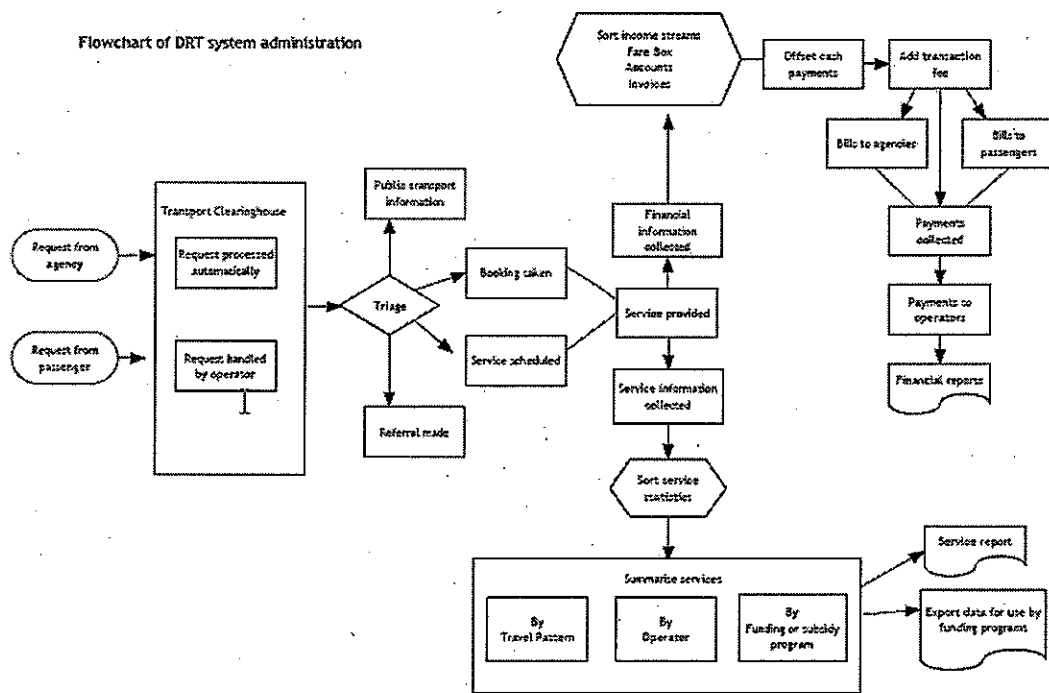 Flowchart of DRT system administration
Sort income streams
Fare Box
Accounts
Invoices
Offset cash
payments
Add transaction
fee
Bills to agencies
Bills to
passengers
Public transport
information
Transport Clearinghouse
Financial
information
collected
Payments
collected
Request from
agency
Request processed
automatically
Booking taken
Triage
Service provided
Payments to
operators
Request from
passenger
Request handled
by operator
Service scheduled
Service information
collected
Financial reports
Referral made
Sort service
statistics
Service report
Summarize services
By
Travel Pattern
By
Operator
By
Funding or subsidy
program
Export data for use by
funding programs